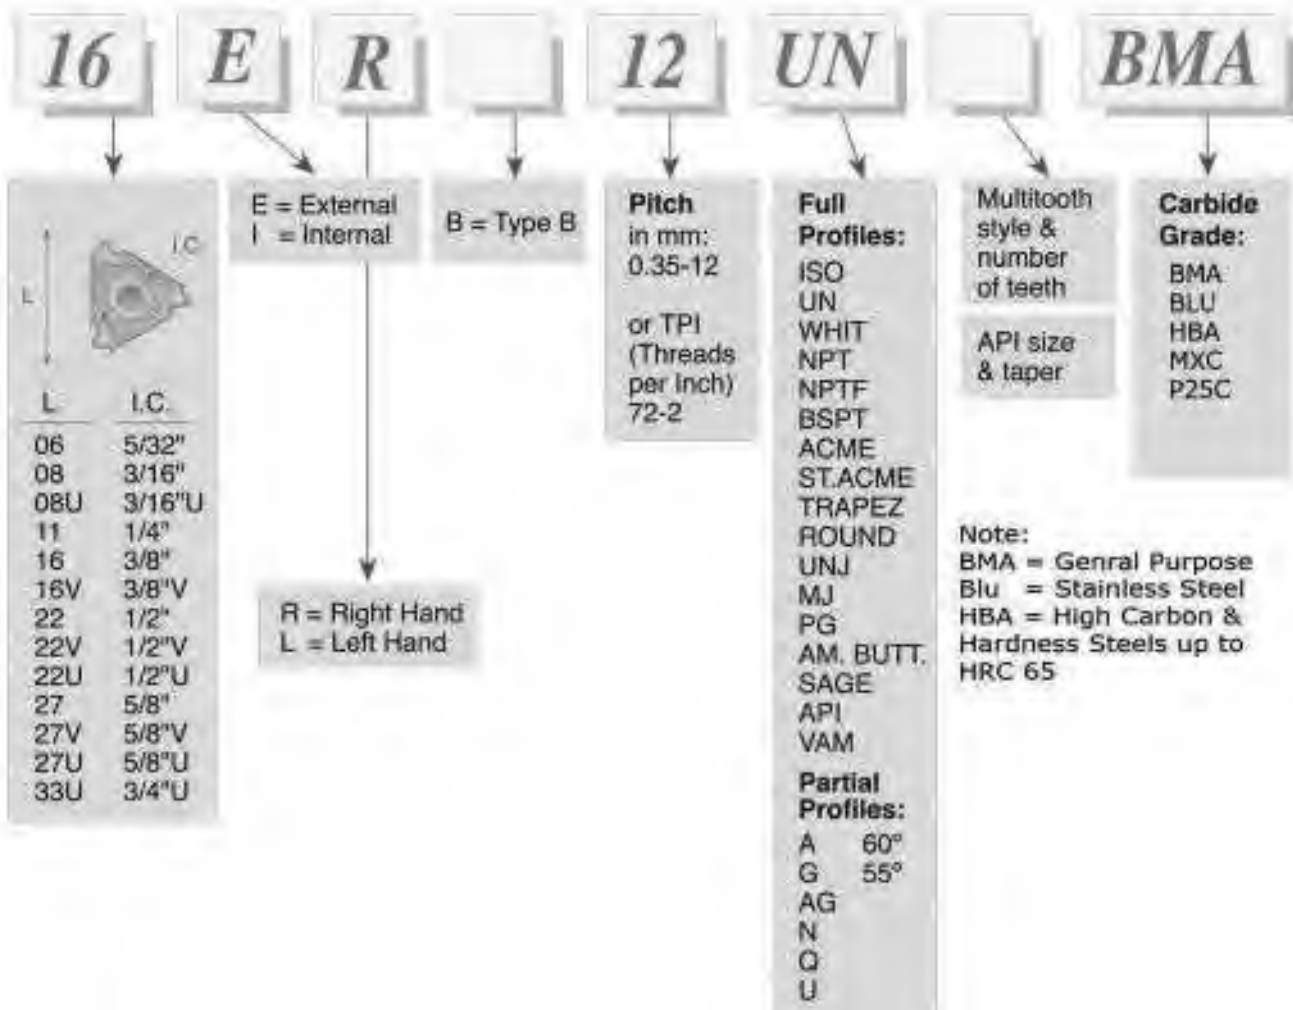 16 E R 12 UN BMA
L
I.C.
L I.C.
06 5/32"
08 3/16"
08U 3/16"U
11 1/4"
16 3/8"
16V 3/8"V
22 1/2"
22V 1/2"V
22U 1/2"U
27 5/8"
27V 5/8"V
27U 5/8"U
33U 3/4"U
E = External
I = Internal
R = Right Hand
L = Left Hand
B = Type B
Pitch
in mm:
0.35-12
or TPI
(Threads
per Inch)
72-2
Full
Profiles:
ISO
UN
WHIT
NPT
NPTF
BSPT
ACME
ST.ACME
TRAPEZ
ROUND
UNJ
MJ
PG
AM. BUTT.
SAGE
API
VAM
Partial
Profiles:
A 60°
G 55°
AG
N
Q
U
Multitooth
style &
number
of teeth
API size
& taper
Carbide
Grade:
BMA
BLU
HBA
MXC
P25C
Note:
BMA = Genral Purpose
Blu = Stainless Steel
HBA = High Carbon &
Hardness Steels up to
HRC 65